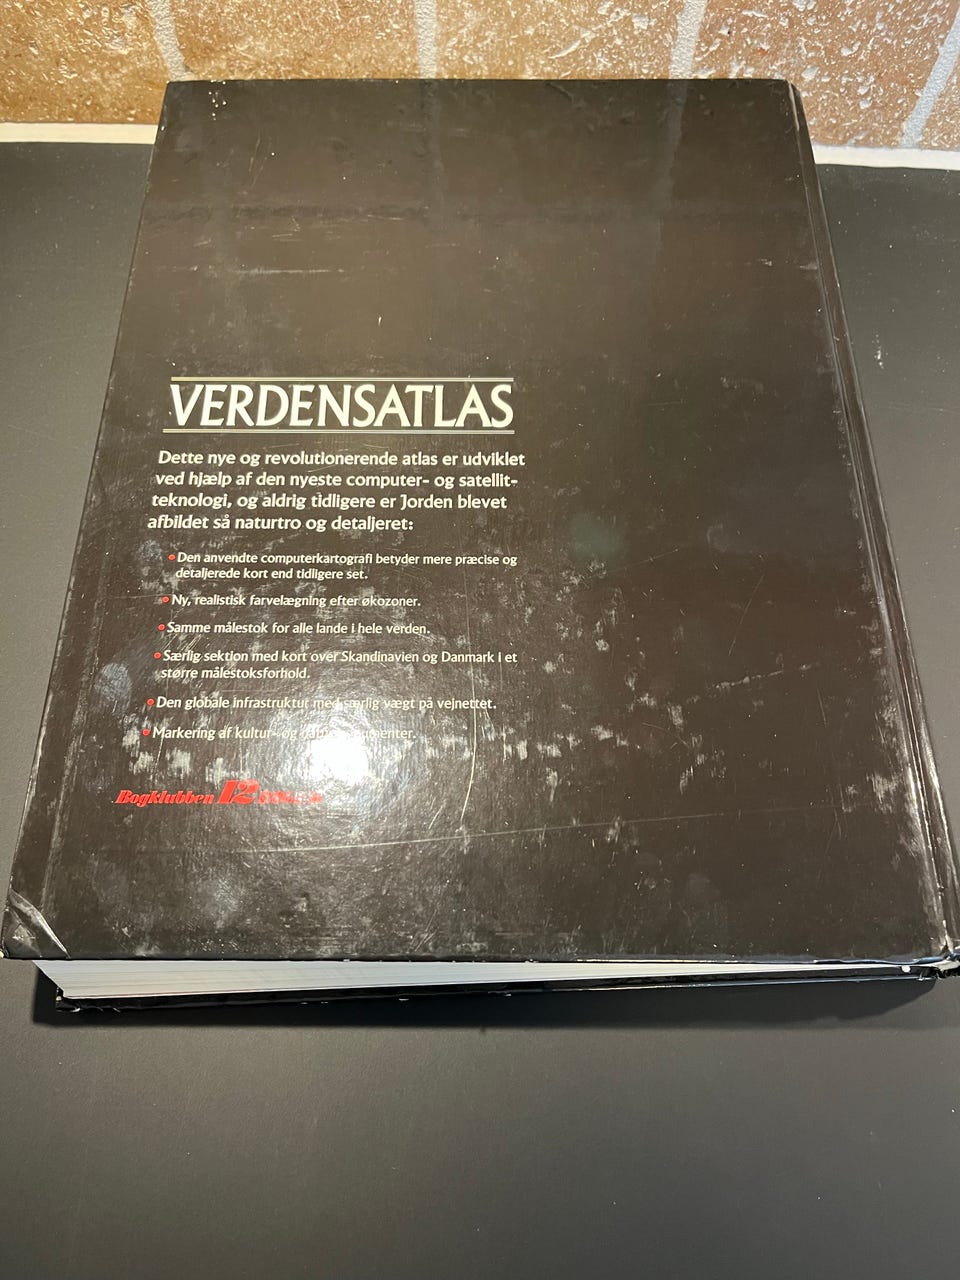 VERDENSATLAS
Dette nye og revolutionerende atlas er udviklet
ved hjælp af den nyeste computer- og satellit-
teknologi, og aldrig tidligere er Jorden blevet
afbildet så naturtro og detaljeret:
• Den anvendte computerkartografi betyder mere præcise og
detaljerede kort end tidligere set.
• Ny, realistisk farvelægning efter økozoner.
• Samme målestok for alle lande i hele verden.
• Særlig sektion med kort over Skandinavien og Danmark i et
større målestoksforhold.
• Den globale infrastruktur med særlig vægt på vejnettet.
• Markering af kultur- og
Bogklubben 12